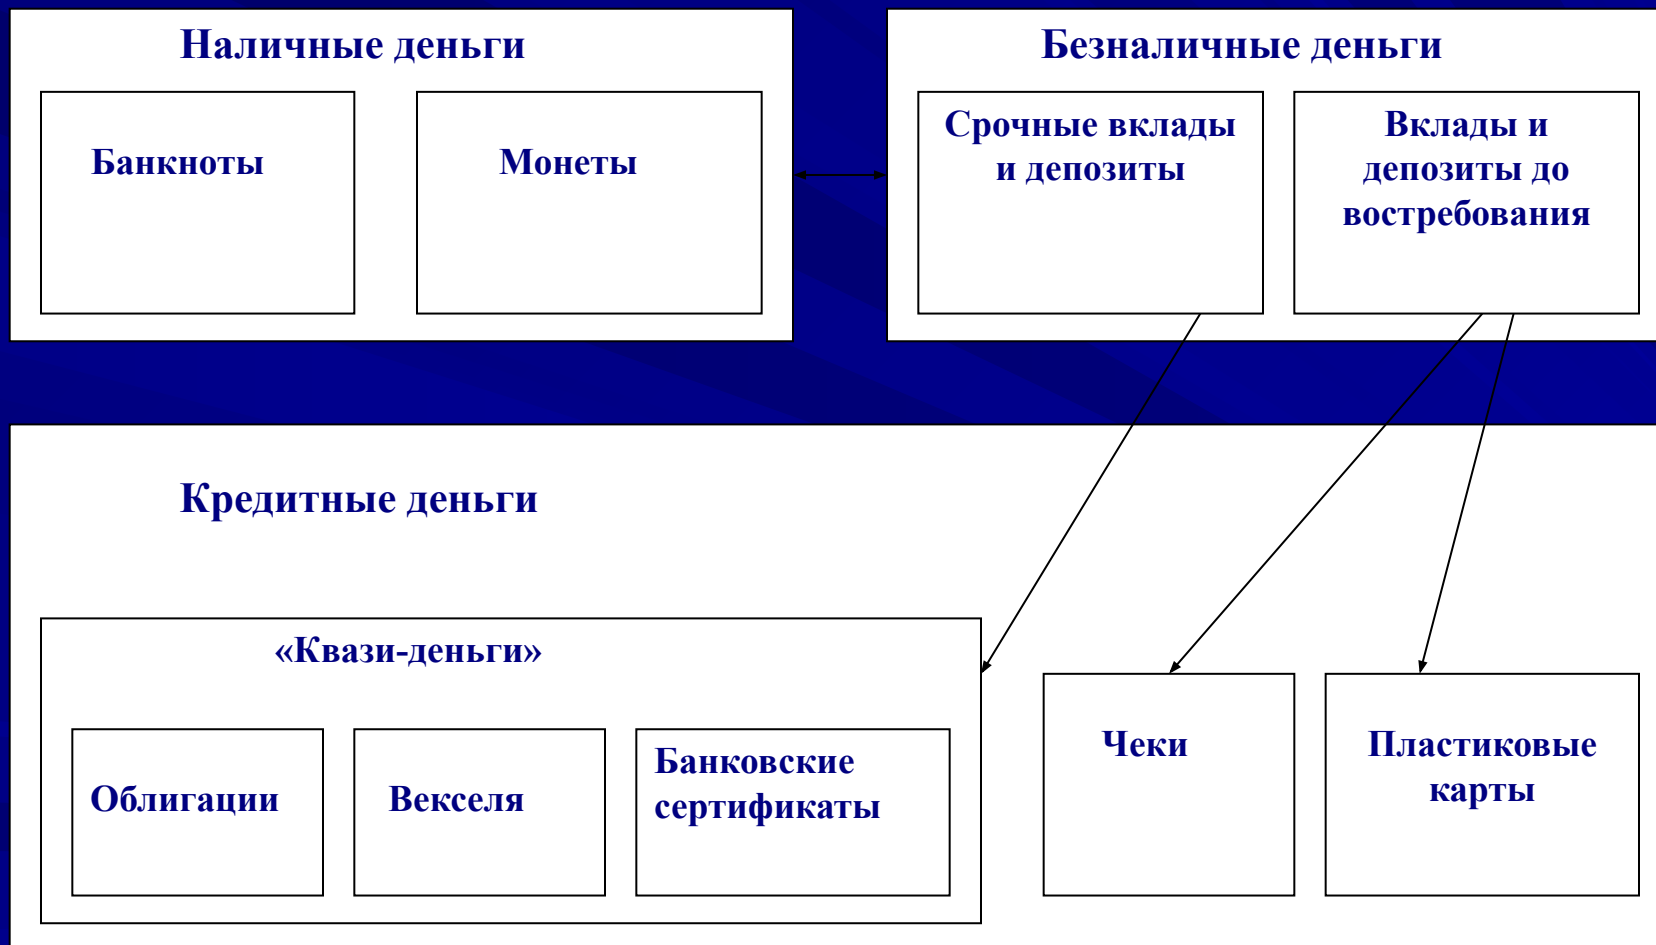 Наличные деньги
Банкноты
Монеты
Безналичные деньги
Срочные вклады
и депозиты
Вклады и
депозиты до
востребования
Кредитные деньги
«Квази-деньги»
Облигации
Векселя
Банковские
сертификаты
Чеки
Пластиковые
карты